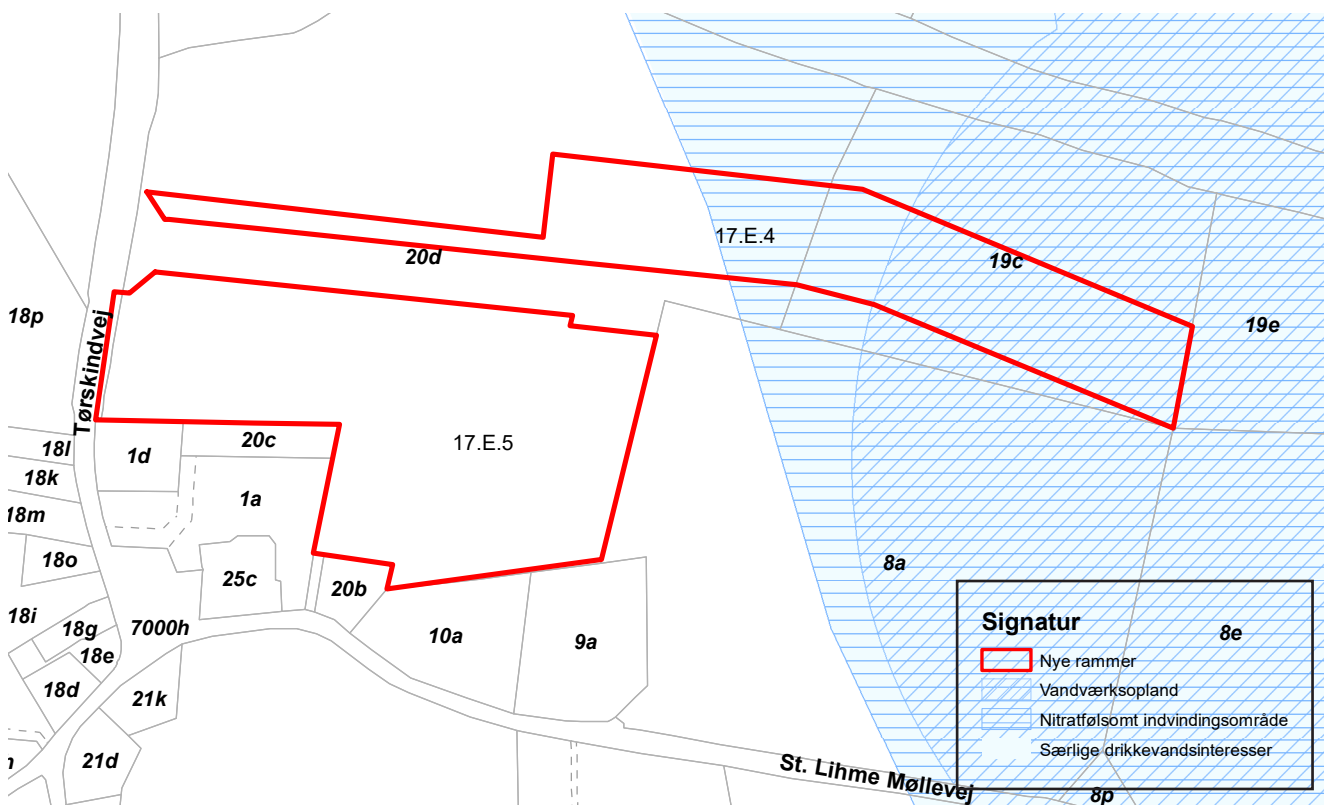 17.E.4
20d
19c
18p
19e
Tørskindvej
17.E.5
20c
18l
1d
18k
1a
18m
18o
25c
8a
20b
18i
18g
7000h
10a
9a
18e
18d
21k
21d
St. Lihme Møllevej
8p
8e
Signatur
Nye rammer
Vandværksopland
Nitratfølsomt indvindingsområde
Særlige drikkevandsinteresser